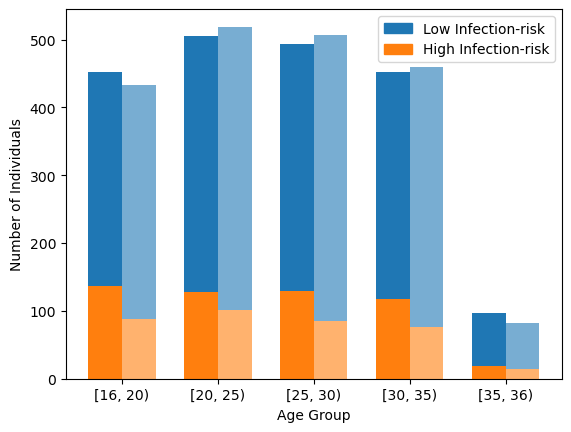 Low Infection-risk
High Infection-risk
Number of Individuals
500
400
300
200
100
0
[16, 20) [20, 25) [25, 30) [30, 35) [35, 36)
Age Group